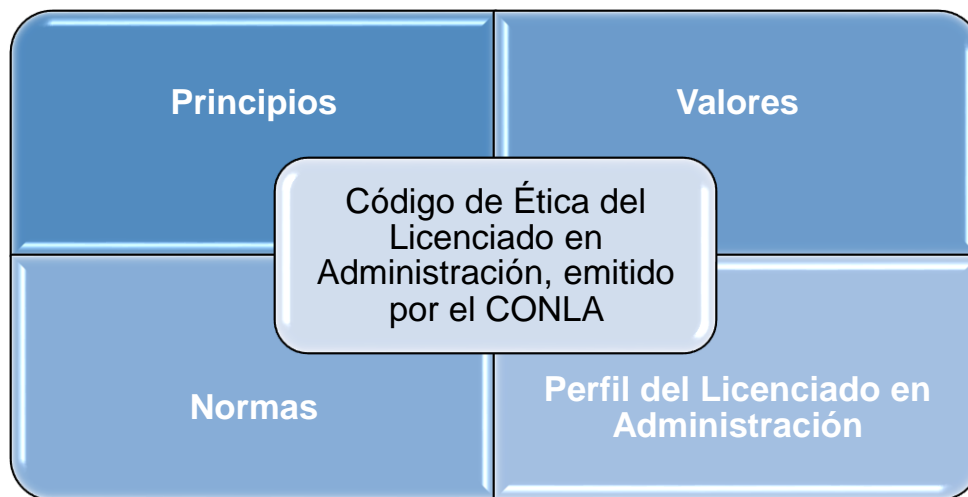 Principios
Valores
Código de Ética del
Licenciado en
Administración, emitido
por el CONLA
Normas
Perfil del Licenciado en
Administración